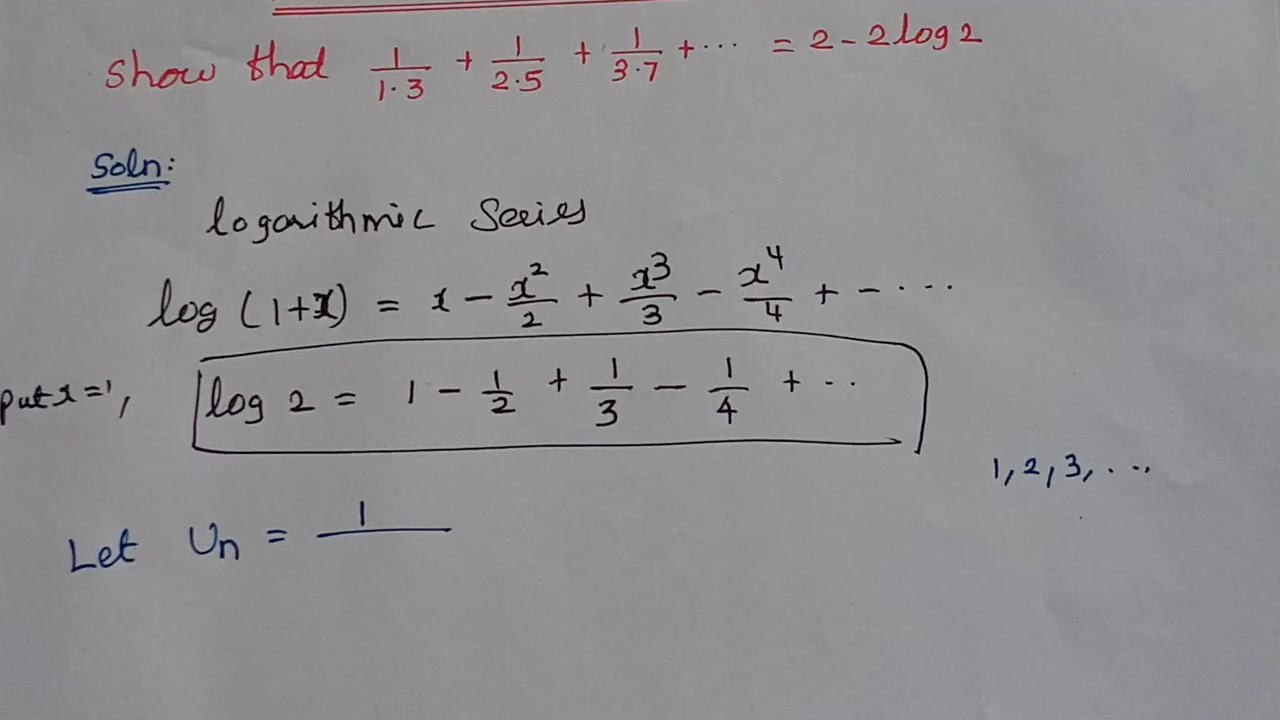 Show that 1/1·3 + 1/2·5 + 1/3·7 + ··· = 2 - 2log2
Soln:
logarithmic Series
log (1+x) = x - x²/2 + x³/3 - x⁴/4 + - ····
put x=1, log 2 = 1 - 1/2 + 1/3 - 1/4 + ··
1, 2, 3, ...
Let Un = 1/